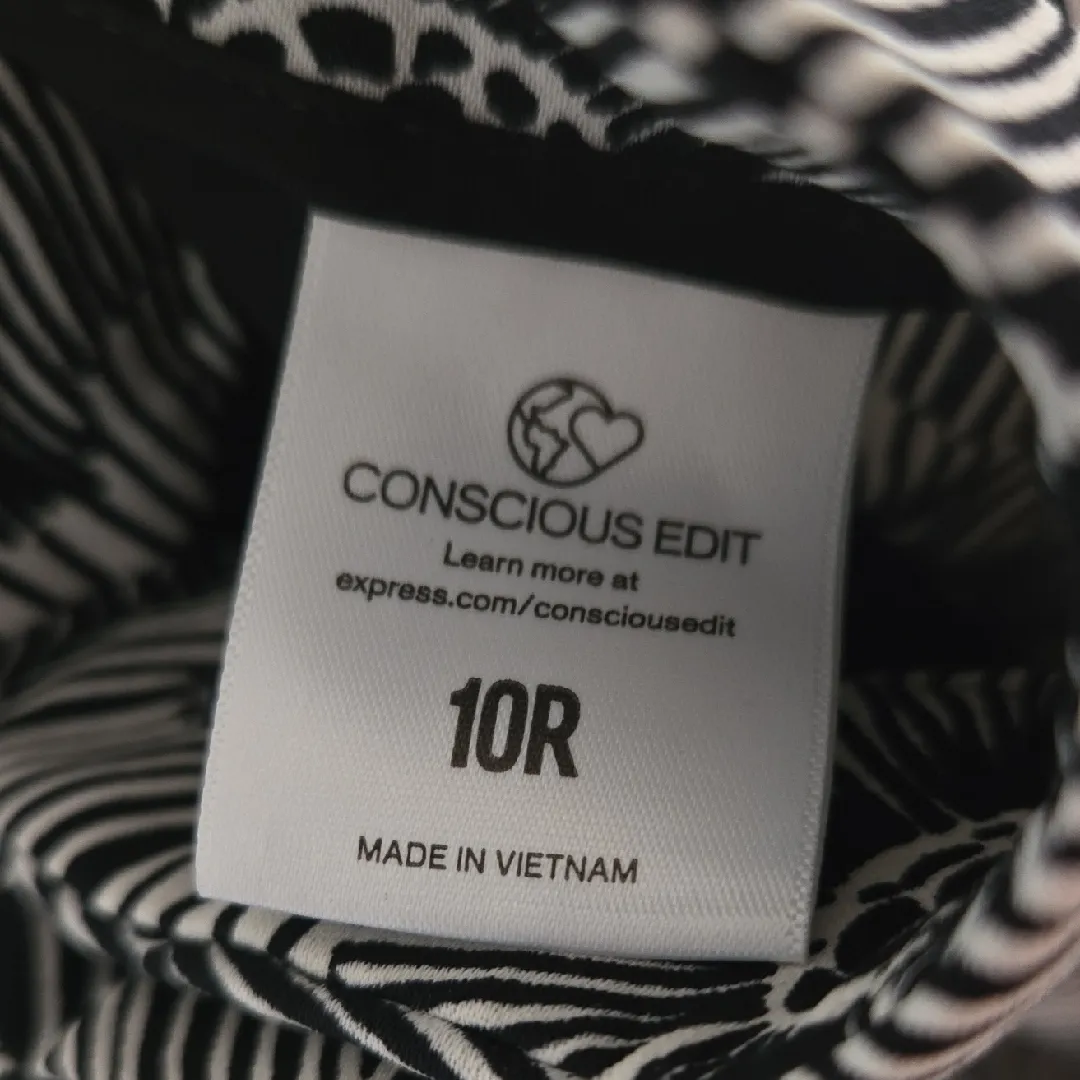 CONSCIOUS EDIT
Learn more at
express.com/consciousedit
10R
MADE IN VIETNAM